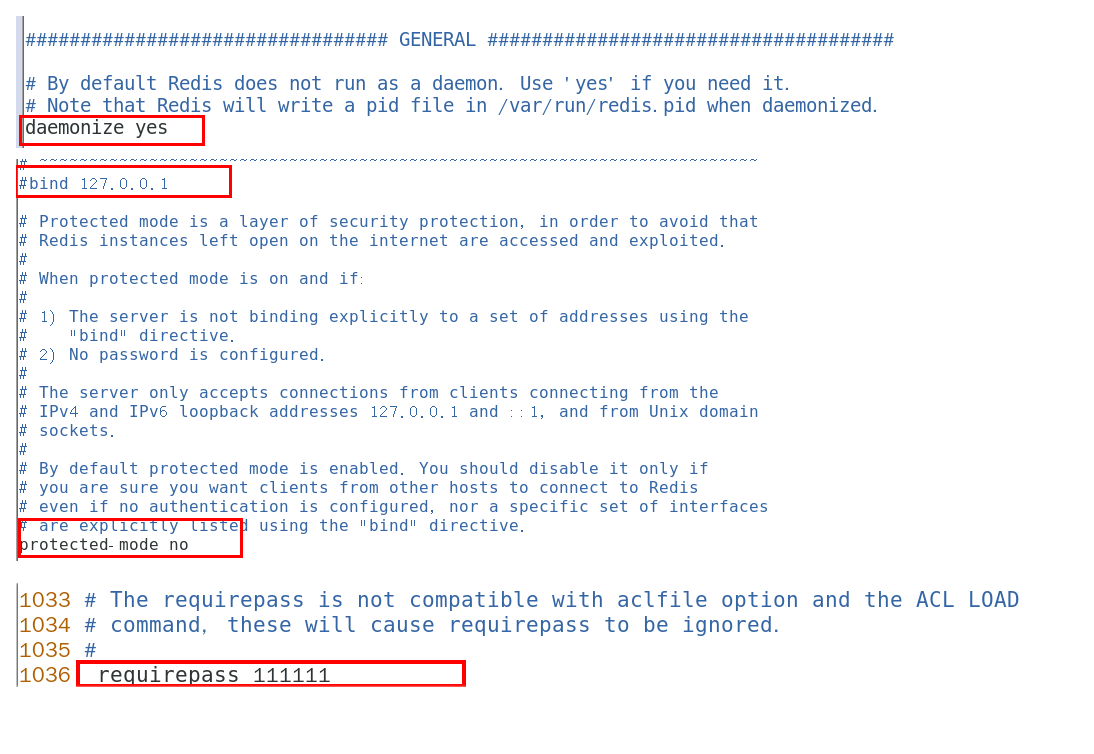 ################################# GENERAL #####################################
# By default Redis does not run as a daemon. Use 'yes' if you need it.
# Note that Redis will write a pid file in /var/run/redis.pid when daemonized.
daemonize yes
# ~~~~~~~~~~~~~~~~~~~~~~~~~~~~~~~~~~~~~~~~~~~~~~~~~~~~~~~~~~~~~~~~~~~~~~~~
#bind 127.0.0.1
# Protected mode is a layer of security protection, in order to avoid that
# Redis instances left open on the internet are accessed and exploited.
#
# When protected mode is on and if:
#
# 1) The server is not binding explicitly to a set of addresses using the
#    "bind" directive.
# 2) No password is configured.
#
# The server only accepts connections from clients connecting from the
# IPv4 and IPv6 loopback addresses 127.0.0.1 and ::1, and from Unix domain
# sockets.
#
# By default protected mode is enabled. You should disable it only if
# you are sure you want clients from other hosts to connect to Redis
# even if no authentication is configured, nor a specific set of interfaces
# are explicitly listed using the "bind" directive.
protected-mode no
1033 # The requirepass is not compatible with aclfile option and the ACL LOAD
1034 # command, these will cause requirepass to be ignored.
1035 #
1036  requirepass 111111